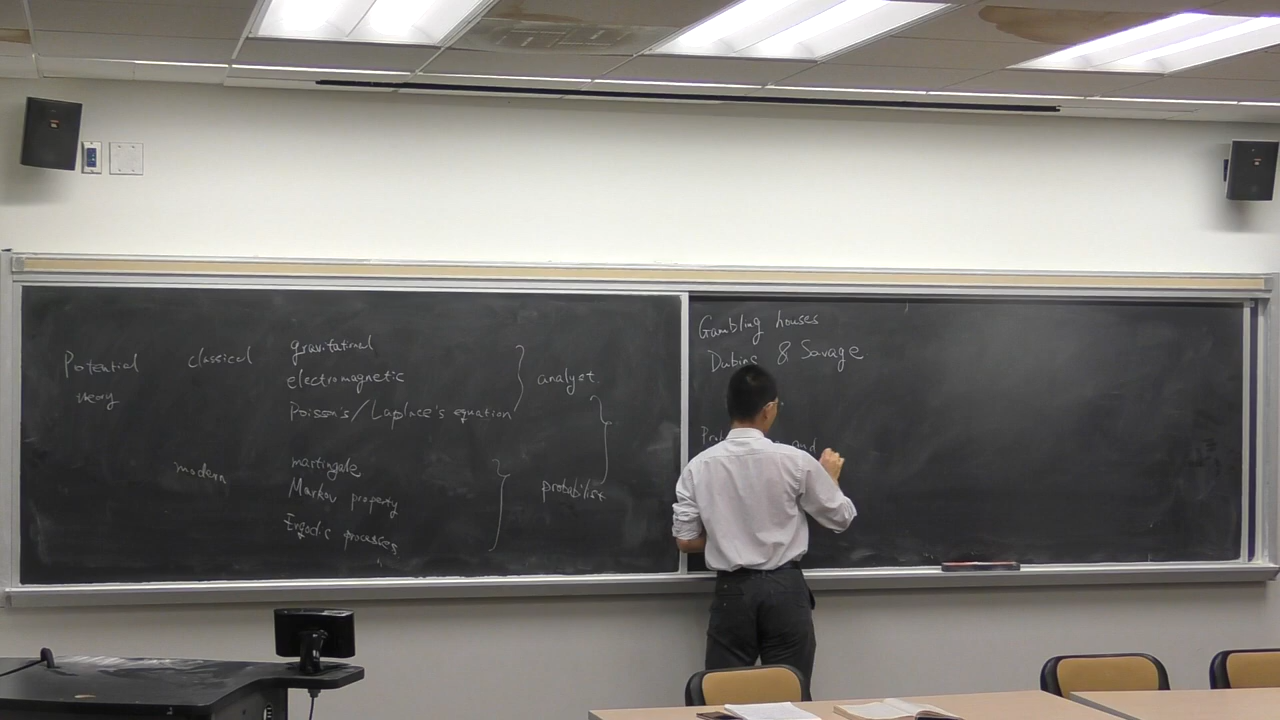 Potential
theory
classical
gravitational
electromagnetic
Poisson's/Laplace's equation
analyst
modern
martingale
Markov property
Ergodic processes
probabilist
Gambling houses
Dubins & Savage
and